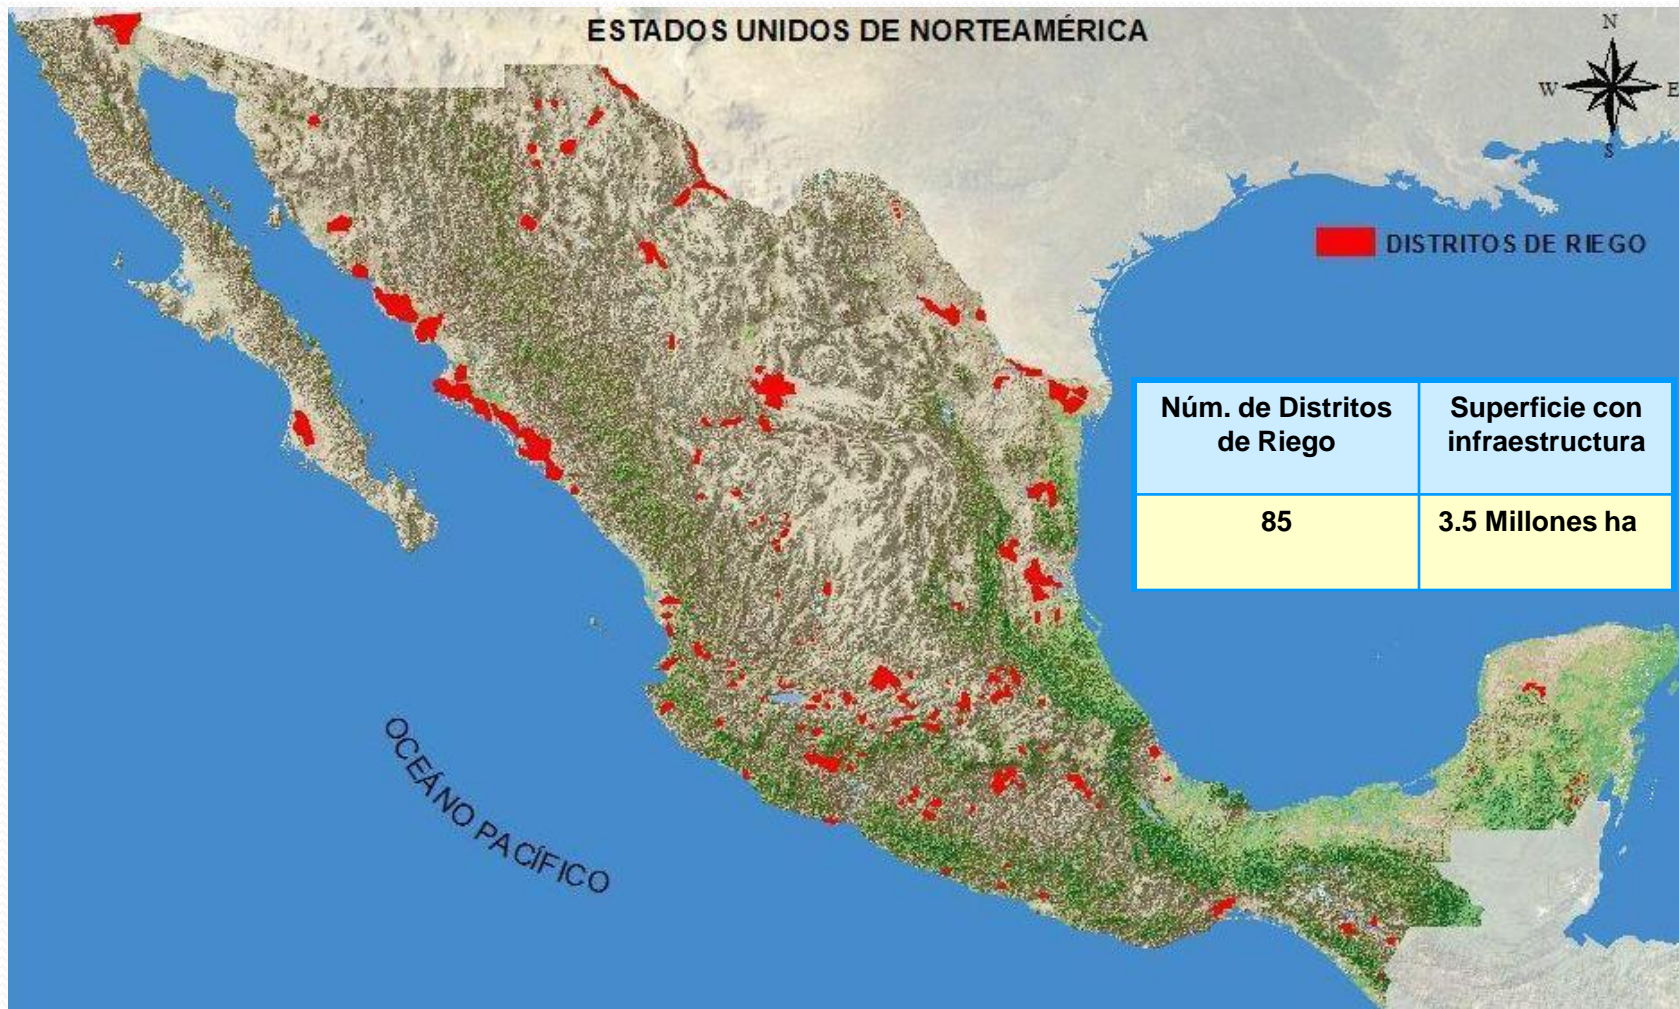 ESTADOS UNIDOS DE NORTEAMÉRICA
N
W
E
S
DISTRITOS DE RIEGO
Núm. de Distritos
de Riego
Superficie con
infraestructura
85
3.5 Millones ha
OCEÁNO PACÍFICO